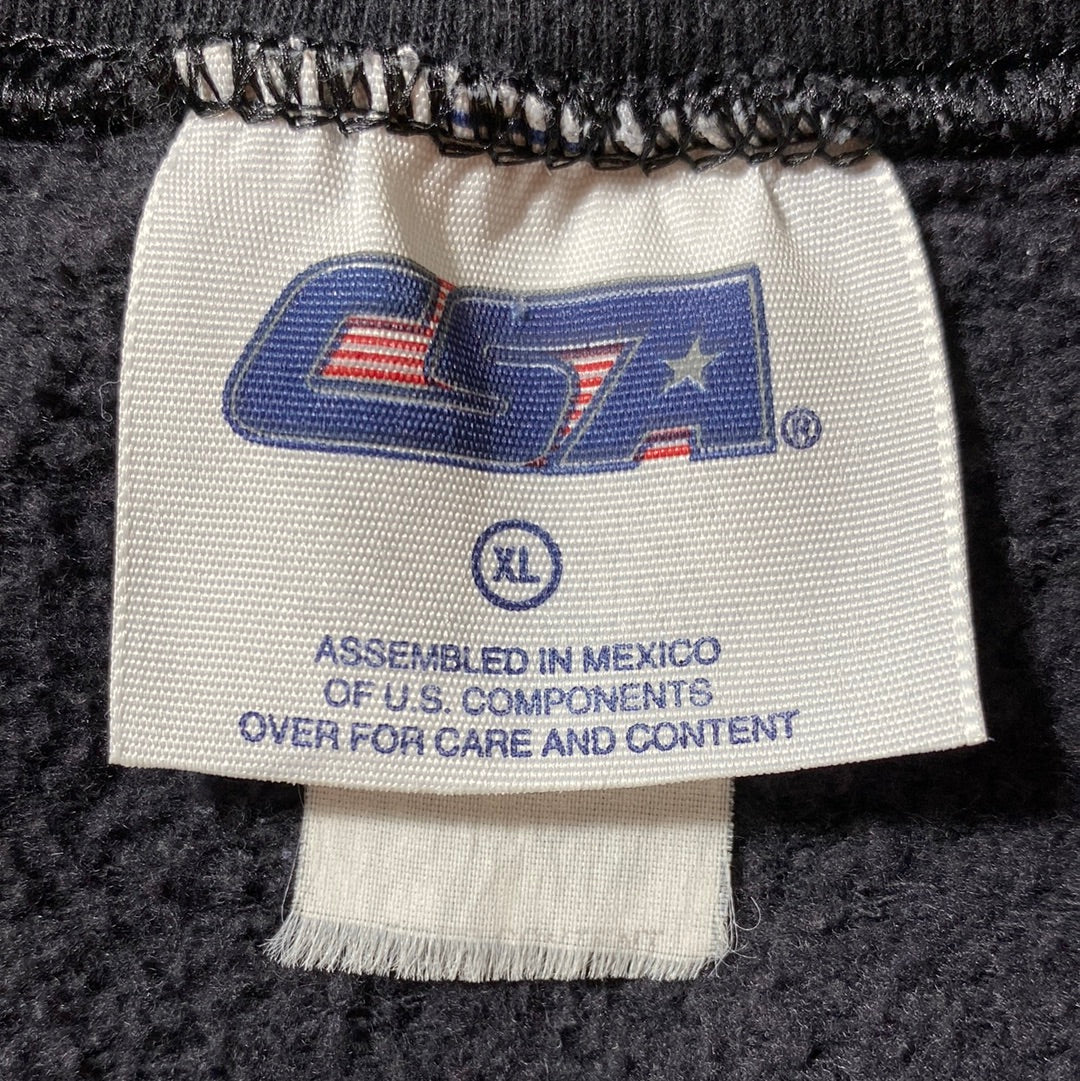 CSA®
XL
ASSEMBLED IN MEXICO
OF U.S. COMPONENTS
OVER FOR CARE AND CONTENT